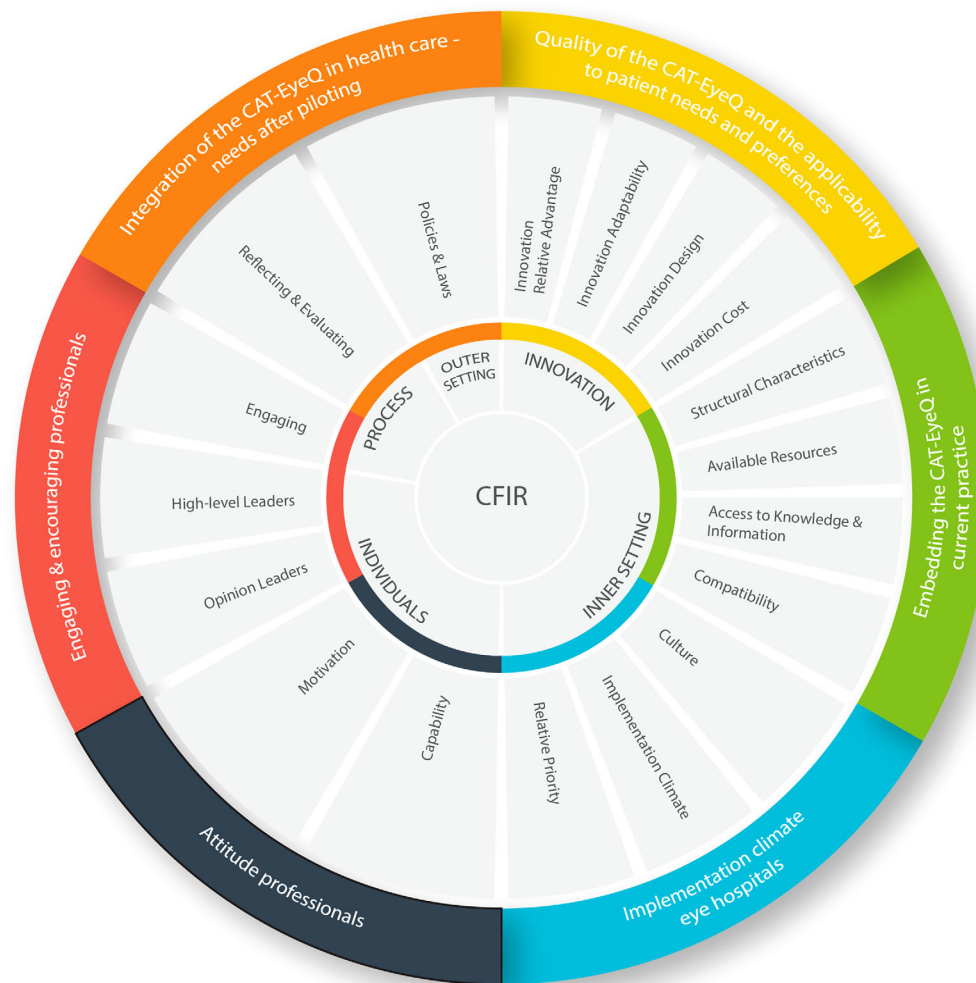 Integration of the CAT-EyeQ in health care -
needs after piloting
Quality of the CAT-EyeQ and the applicability
to patient needs and preferences
Embedding the CAT-EyeQ in
current practice
Implementation climate
eye hospitals
Attitude professionals
Engaging & encouraging professionals
Policies & Laws
Innovation
Relative Advantage
Innovation Adaptability
Innovation Design
Innovation Cost
Structural Characteristics
Available Resources
Access to Knowledge &
Information
Compatibility
Culture
Implementation Climate
Relative Priority
Capability
Motivation
Opinion Leaders
High-level Leaders
Engaging
Reflecting & Evaluating
OUTER
SETTING
INNOVATION
INNER SETTING
INDIVIDUALS
PROCESS
CFIR